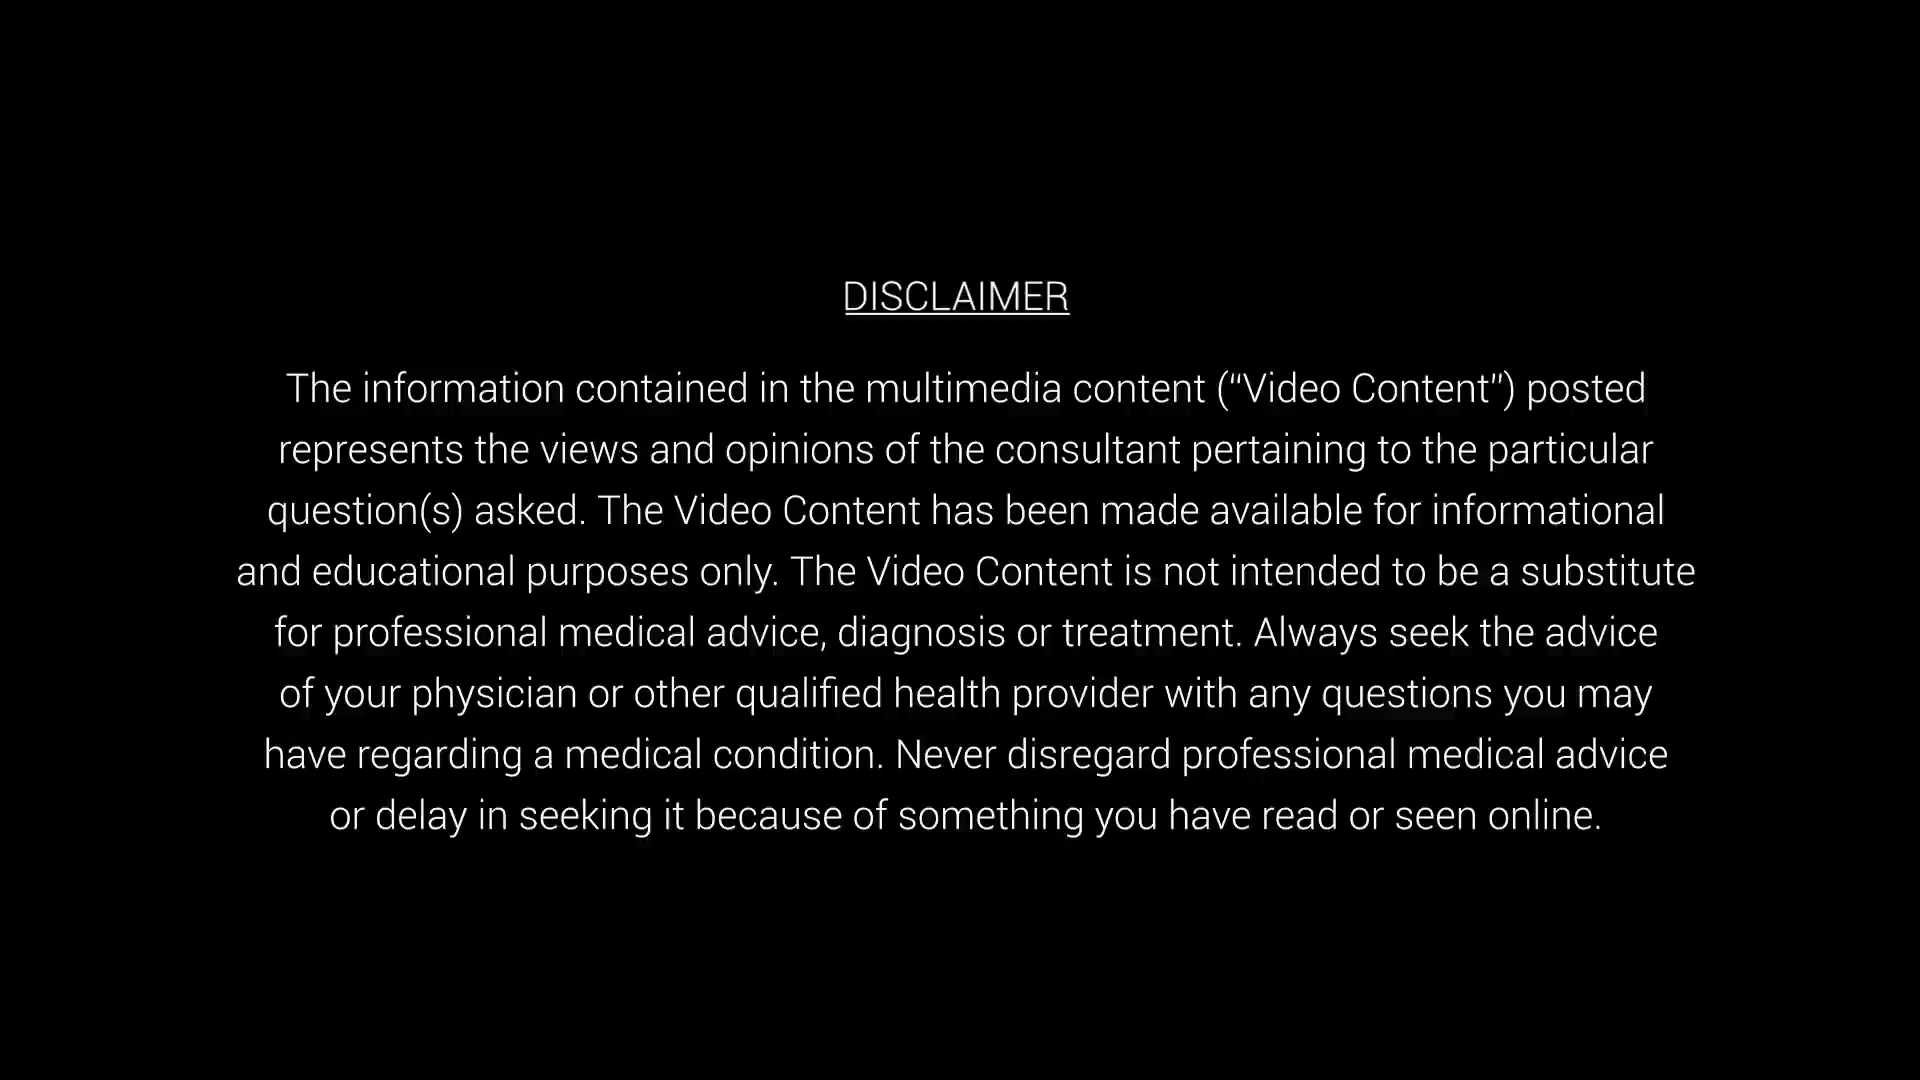 DISCLAIMER
The information contained in the multimedia content (“Video Content”) posted
represents the views and opinions of the consultant pertaining to the particular
question(s) asked. The Video Content has been made available for informational
and educational purposes only. The Video Content is not intended to be a substitute
for professional medical advice, diagnosis or treatment. Always seek the advice
of your physician or other qualified health provider with any questions you may
have regarding a medical condition. Never disregard professional medical advice
or delay in seeking it because of something you have read or seen online.